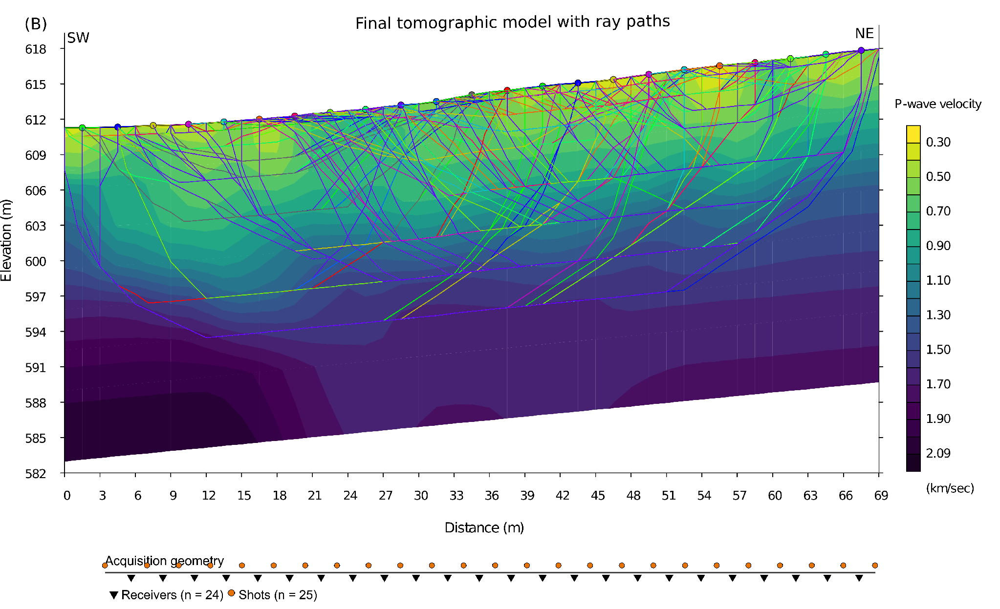 (B)
Final tomographic model with ray paths
SW
NE
Elevation (m)
618
615
612
609
606
603
600
597
594
591
588
585
582
0 3 6 9 12 15 18 21 24 27 30 33 36 39 42 45 48 51 54 57 60 63 66 69
Distance (m)
P-wave velocity
0.30
0.50
0.70
0.90
1.10
1.30
1.50
1.70
1.90
2.09
(km/sec)
Acquisition geometry
Receivers (n = 24) Shots (n = 25)